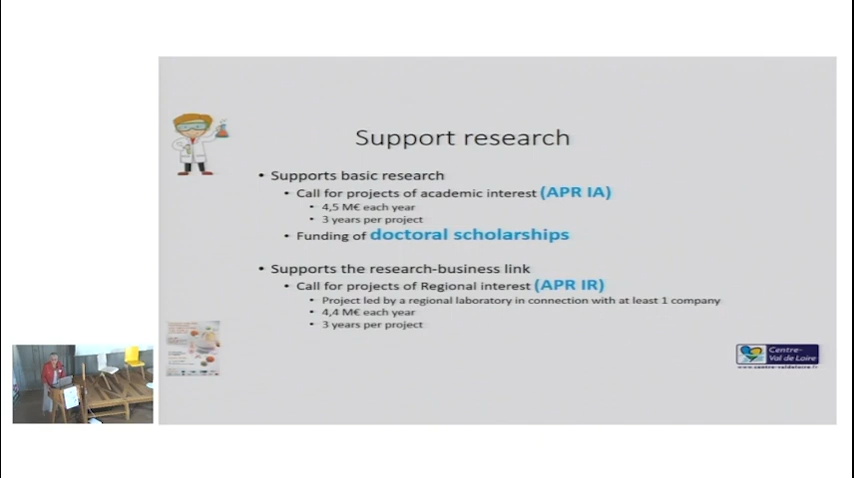 Support research
• Supports basic research
• Call for projects of academic interest (APR IA)
• 4,5 M€ each year
• 3 years per project
• Funding of doctoral scholarships
• Supports the research-business link
• Call for projects of Regional interest (APR IR)
• Project led by a regional laboratory in connection with at least 1 company
• 4,4 M€ each year
• 3 years per project
Centre-
Val de Loire
www.centre-valdeloire.fr